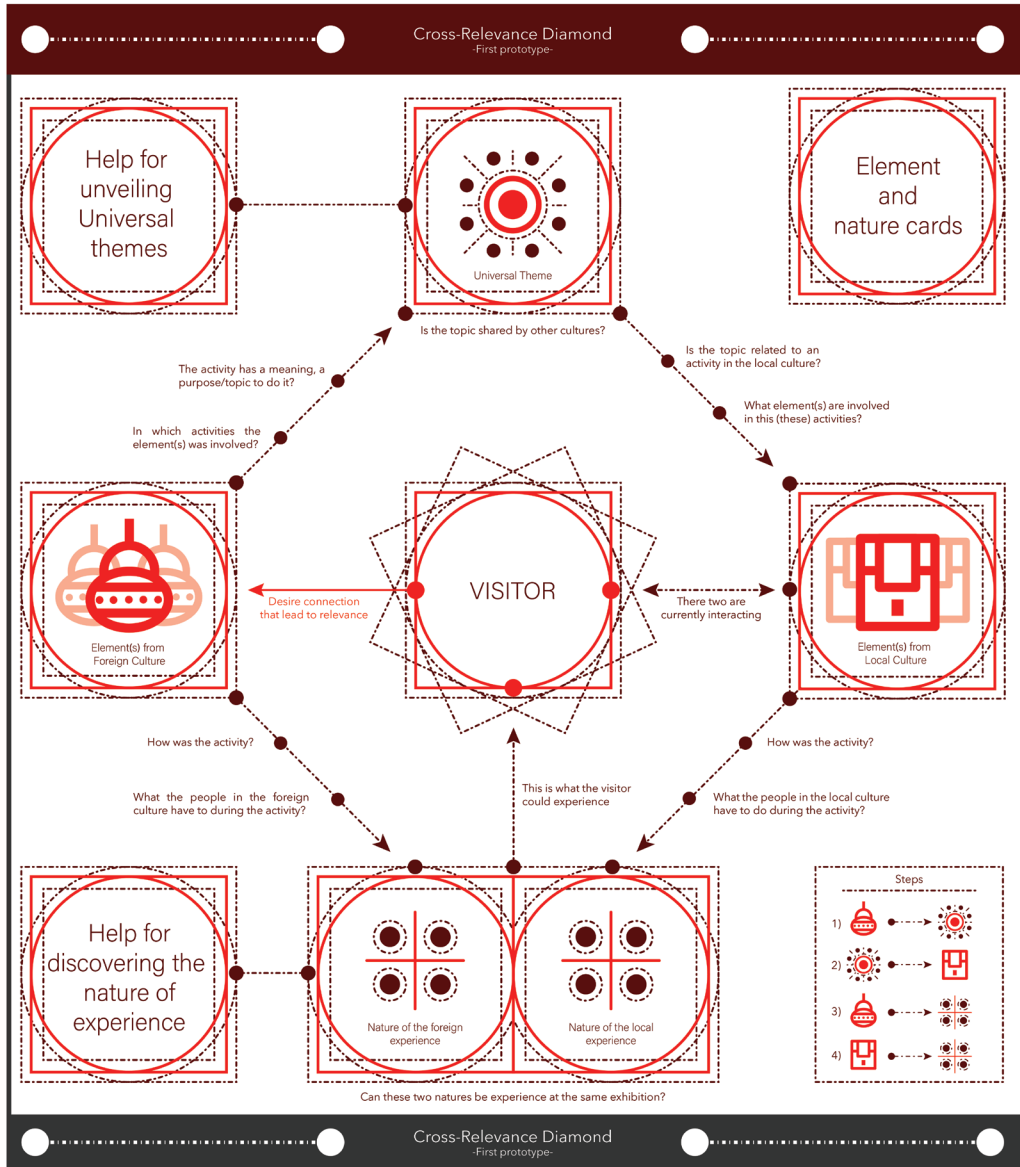 Cross-Relevance Diamond
-First prototype-
Help for
unveiling
Universal
themes
Universal Theme
Element
and
nature cards
Is the topic shared by other cultures?
The activity has a meaning, a
purpose/topic to do it?
In which activities the
element(s) was involved?
Is the topic related to an
activity in the local culture?
What element(s) are involved
in this (these) activities?
Element(s) from
Foreign Culture
Desire connection
that lead to relevance
VISITOR
There two are
currently interacting
Element(s) from
Local Culture
How was the activity?
What the people in the foreign
culture have to during the activity?
This is what the visitor
could experience
How was the activity?
What the people in the local culture
have to do during the activity?
Help for
discovering the
nature of
experience
Nature of the foreign
experience
Nature of the local
experience
Can these two natures be experience at the same exhibition?
Steps
1)
2)
3)
4)
Cross-Relevance Diamond
-First prototype-